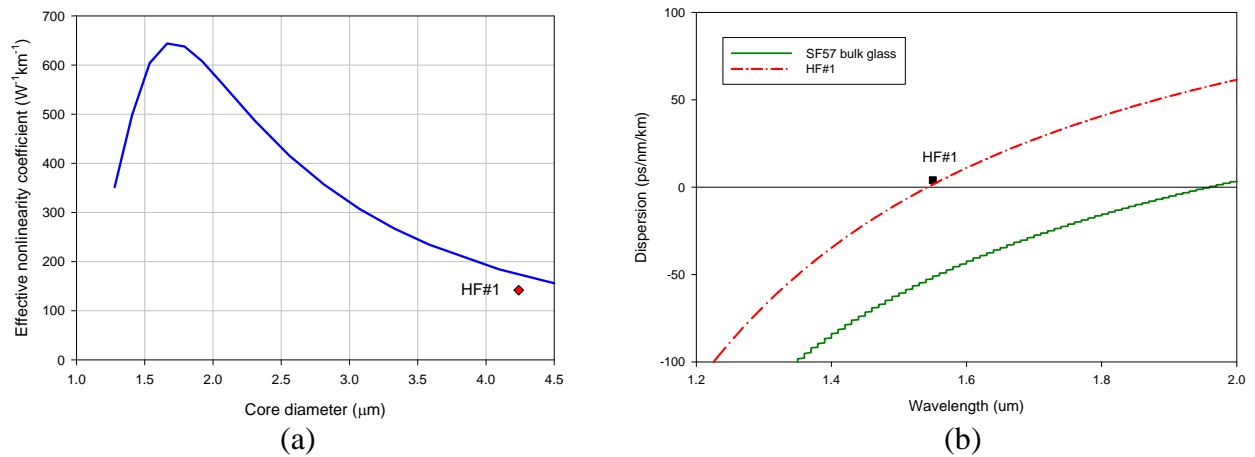 700
600
500
400
300
200
100
0
Effective nonlinearity coefficient (W⁻¹km⁻¹)
HF#1
1.0 1.5 2.0 2.5 3.0 3.5 4.0 4.5
Core diameter (μm)
(a)
100
50
0
-50
-100
Dispersion (ps/nm/km)
SF57 bulk glass
HF#1
HF#1
1.2 1.4 1.6 1.8 2.0
Wavelength (um)
(b)